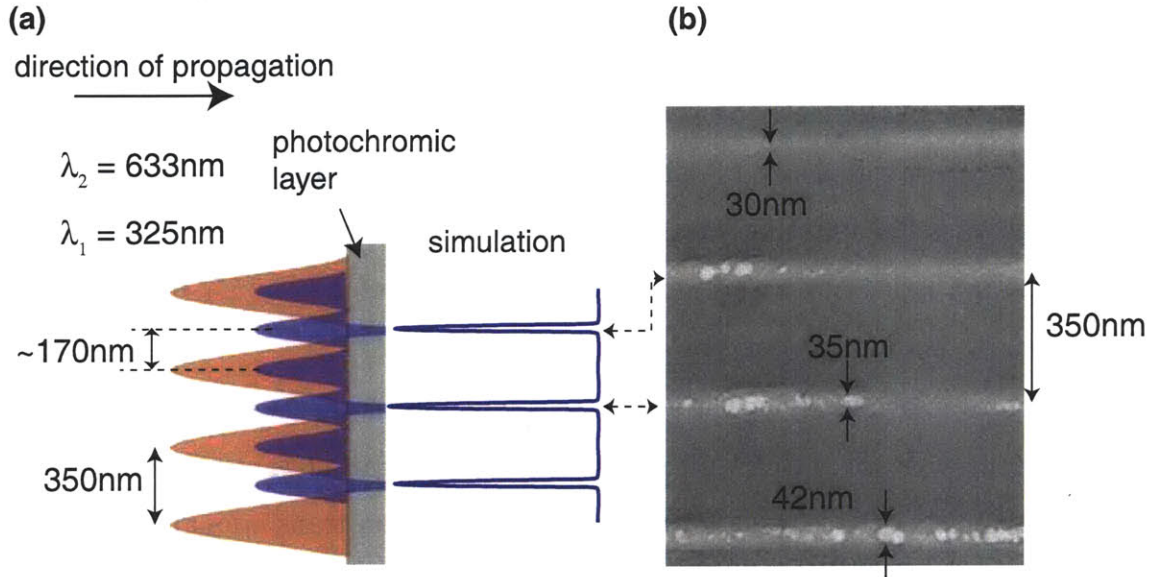 (a)
direction of propagation
λ₂ = 633nm
λ₁ = 325nm
photochromic
layer
simulation
~170nm
350nm
(b)
30nm
350nm
35nm
42nm